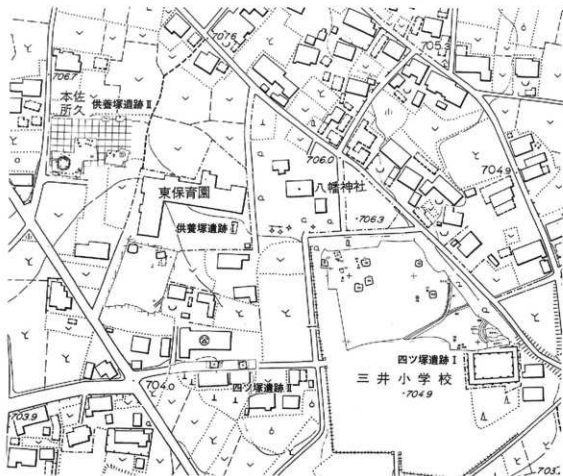 707.6
705.3
706.7
供養塚遺跡Ⅱ
本佐
所久
706.0
八幡神社
704.9
東保育園
706.3
供養塚遺跡Ⅰ
四ツ塚遺跡Ⅰ
三井小学校
704.9
704.0
四ツ塚遺跡Ⅱ
703.9
705.